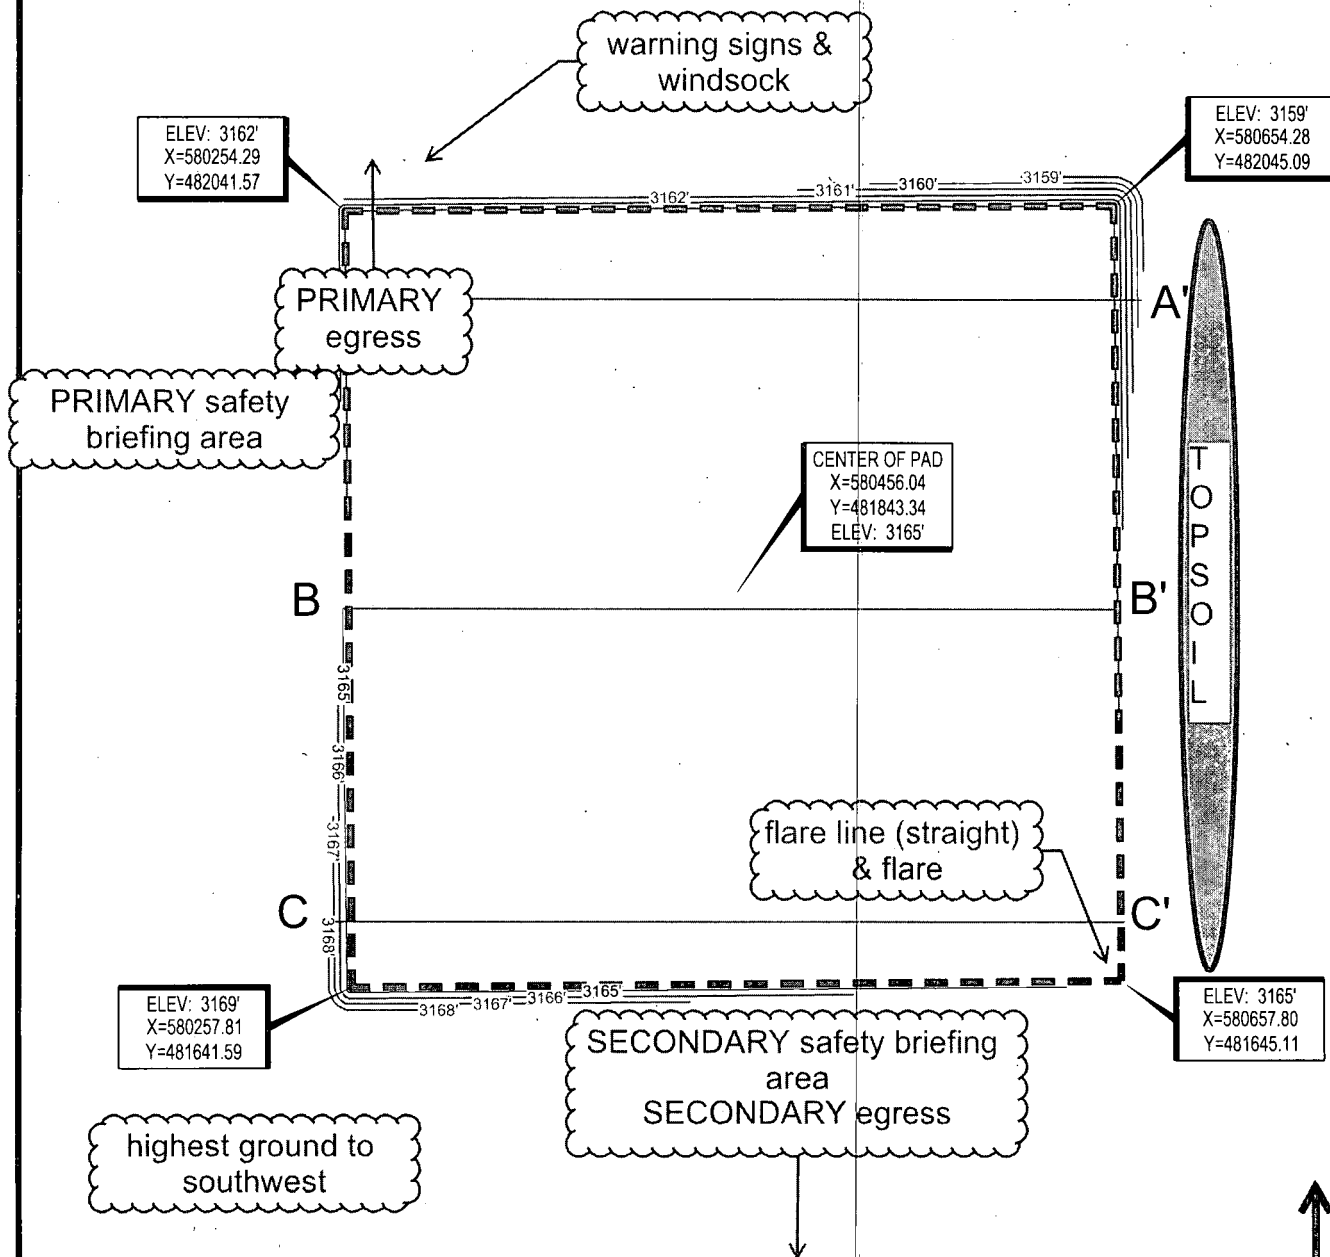 warning signs &
windsock
ELEV: 3162'
X=580254.29
Y=482041.57
ELEV: 3159'
X=580654.28
Y=482045.09
3162'
3161'
3160'
3159'
PRIMARY
egress
A'
PRIMARY safety
briefing area
CENTER OF PAD
X=580456.04
Y=481843.34
ELEV: 3165'
TOPSOIL
B
B'
3165'
3166'
3167'
3168'
flare line (straight)
& flare
C
C'
3168'
3167'
3166'
3165'
ELEV: 3169'
X=580257.81
Y=481641.59
ELEV: 3165'
X=580657.80
Y=481645.11
SECONDARY safety briefing
area
SECONDARY egress
highest ground to
southwest